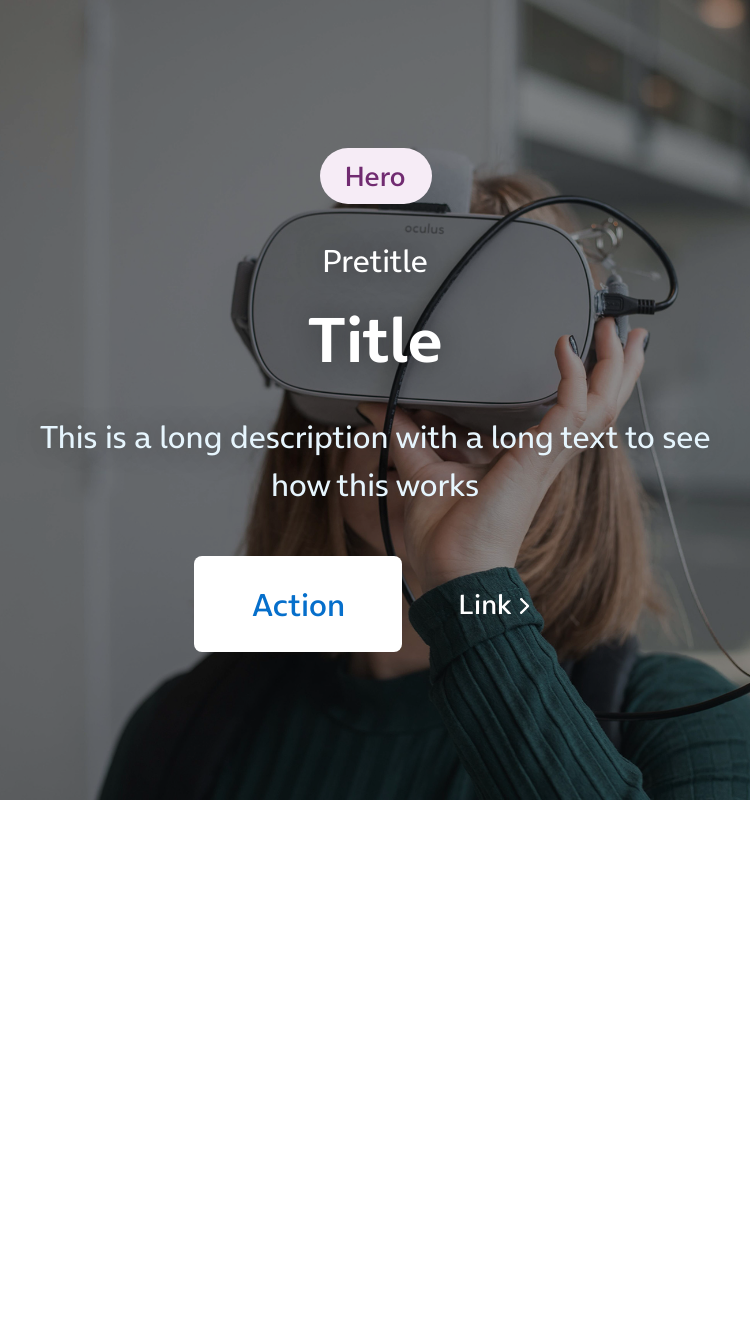 Hero
oculus
Pretitle
Title
This is a long description with a long text to see
how this works
Action
Link